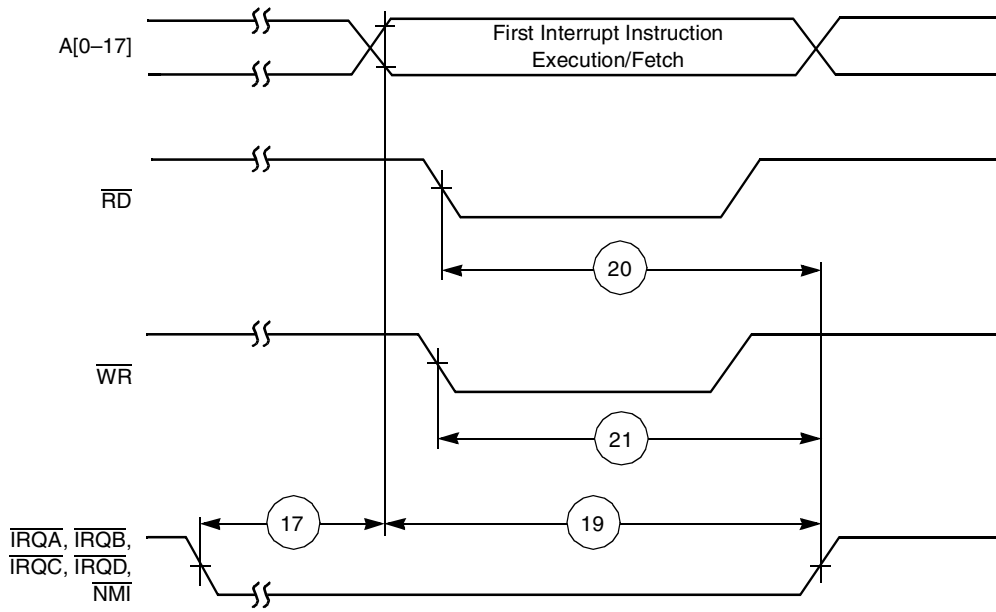 A[0–17]
First Interrupt Instruction
Execution/Fetch
RD
20
WR
21
17
19
IRQA, IRQB,
IRQC, IRQD,
NMI